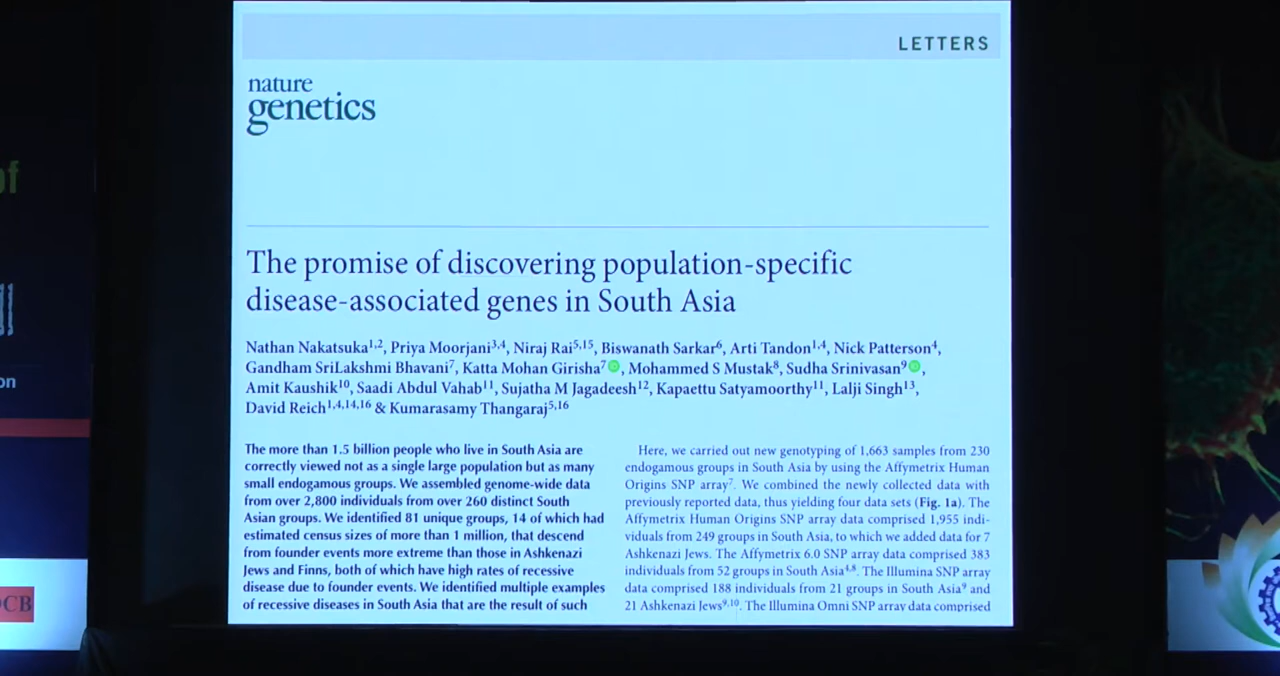 LETTERS
nature
genetics
The promise of discovering population-specific
disease-associated genes in South Asia
Nathan Nakatsuka1,2, Priya Moorjani3,4, Niraj Rai5,15, Biswanath Sarkar6, Arti Tandon1,4, Nick Patterson4,
Gandham SriLakshmi Bhavani7, Katta Mohan Girisha7, Mohammed S Mustak8, Sudha Srinivasan9,
Amit Kaushik10, Saadi Abdul Vahab11, Sujatha M Jagadeesh12, Kapaettu Satyamoorthy11, Lalji Singh13,
David Reich1,4,14,16 & Kumarasamy Thangaraj5,16
The more than 1.5 billion people who live in South Asia are
correctly viewed not as a single large population but as many
small endogamous groups. We assembled genome-wide data
from over 2,800 individuals from over 260 distinct South
Asian groups. We identified 81 unique groups, 14 of which had
estimated census sizes of more than 1 million, that descend
from founder events more extreme than those in Ashkenazi
Jews and Finns, both of which have high rates of recessive
disease due to founder events. We identified multiple examples
of recessive diseases in South Asia that are the result of such
Here, we carried out new genotyping of 1,663 samples from 230
endogamous groups in South Asia by using the Affymetrix Human
Origins SNP array7. We combined the newly collected data with
previously reported data, thus yielding four data sets (Fig. 1a). The
Affymetrix Human Origins SNP array data comprised 1,955 indi-
viduals from 249 groups in South Asia, to which we added data for 7
Ashkenazi Jews. The Affymetrix 6.0 SNP array data comprised 383
individuals from 52 groups in South Asia4,8. The Illumina SNP array
data comprised 188 individuals from 21 groups in South Asia9 and
21 Ashkenazi Jews9,10. The Illumina Omni SNP array data comprised
of
on
CB